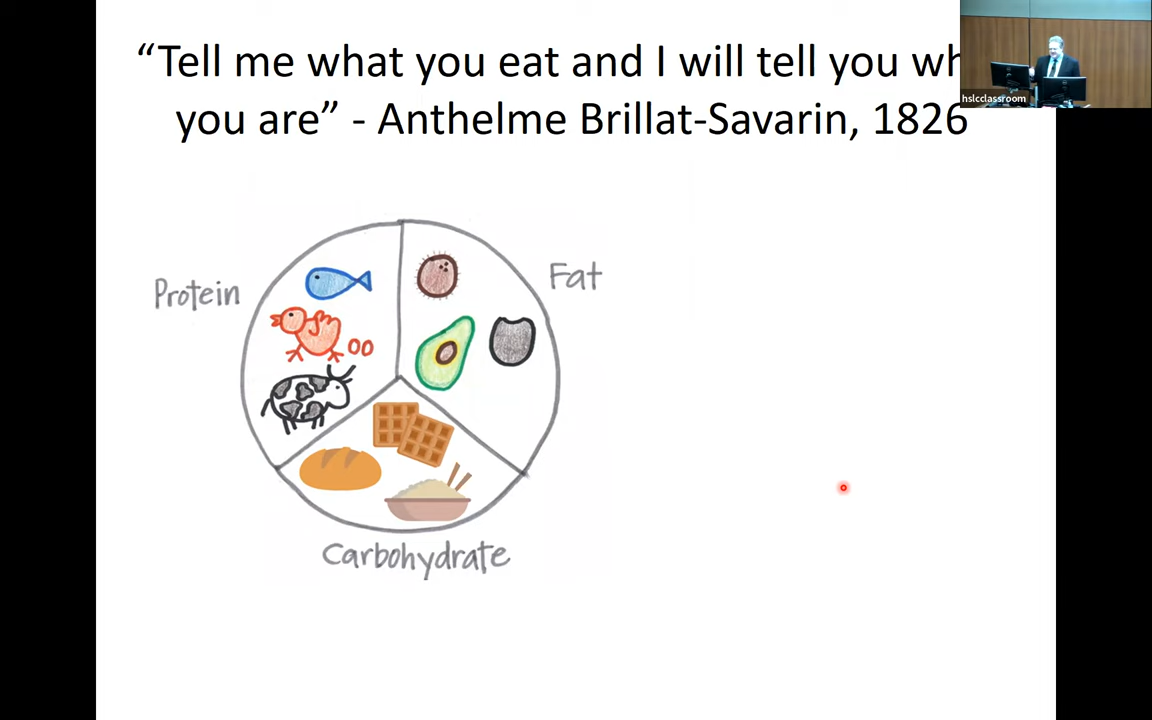 “Tell me what you eat and I will tell you
you are” - Anthelme Brillat-Savarin, 1826
hslcclassroom
Protein
Fat
Carbohydrate